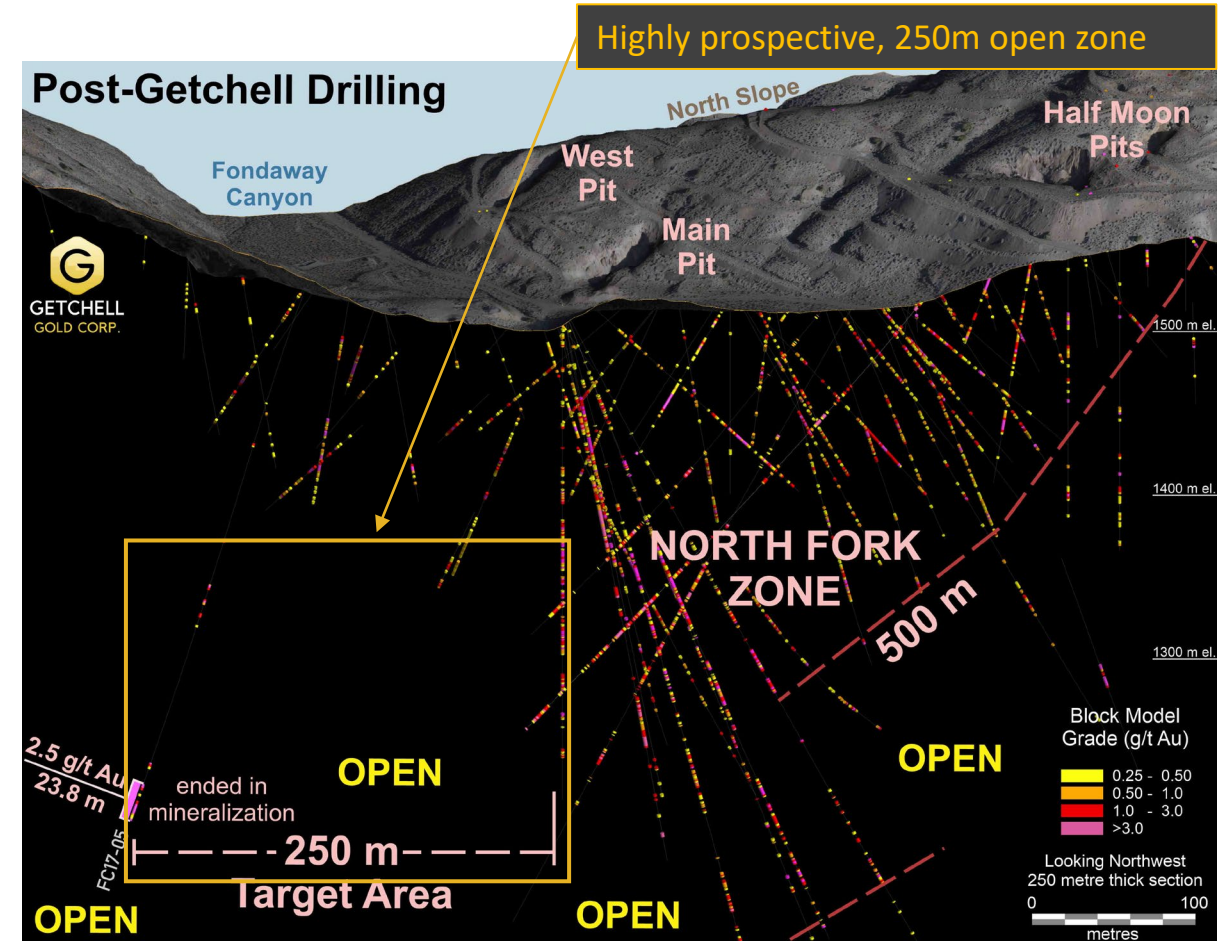 Highly prospective, 250m open zone
Post-Getchell Drilling
North Slope
Half Moon
Pits
West
Pit
Fondaway
Canyon
Main
Pit
G
GETCHELL
GOLD CORP.
1500 m el.
1400 m el.
NORTH FORK
ZONE
500 m
1300 m el.
Block Model
Grade (g/t Au)
0.25 - 0.50
0.50 - 1.0
1.0 - 3.0
>3.0
OPEN
OPEN
2.5 g/t Au
23.8 m
ended in
mineralization
FC17-05
250 m
Target Area
OPEN
OPEN
Looking Northwest
250 metre thick section
0 100
metres